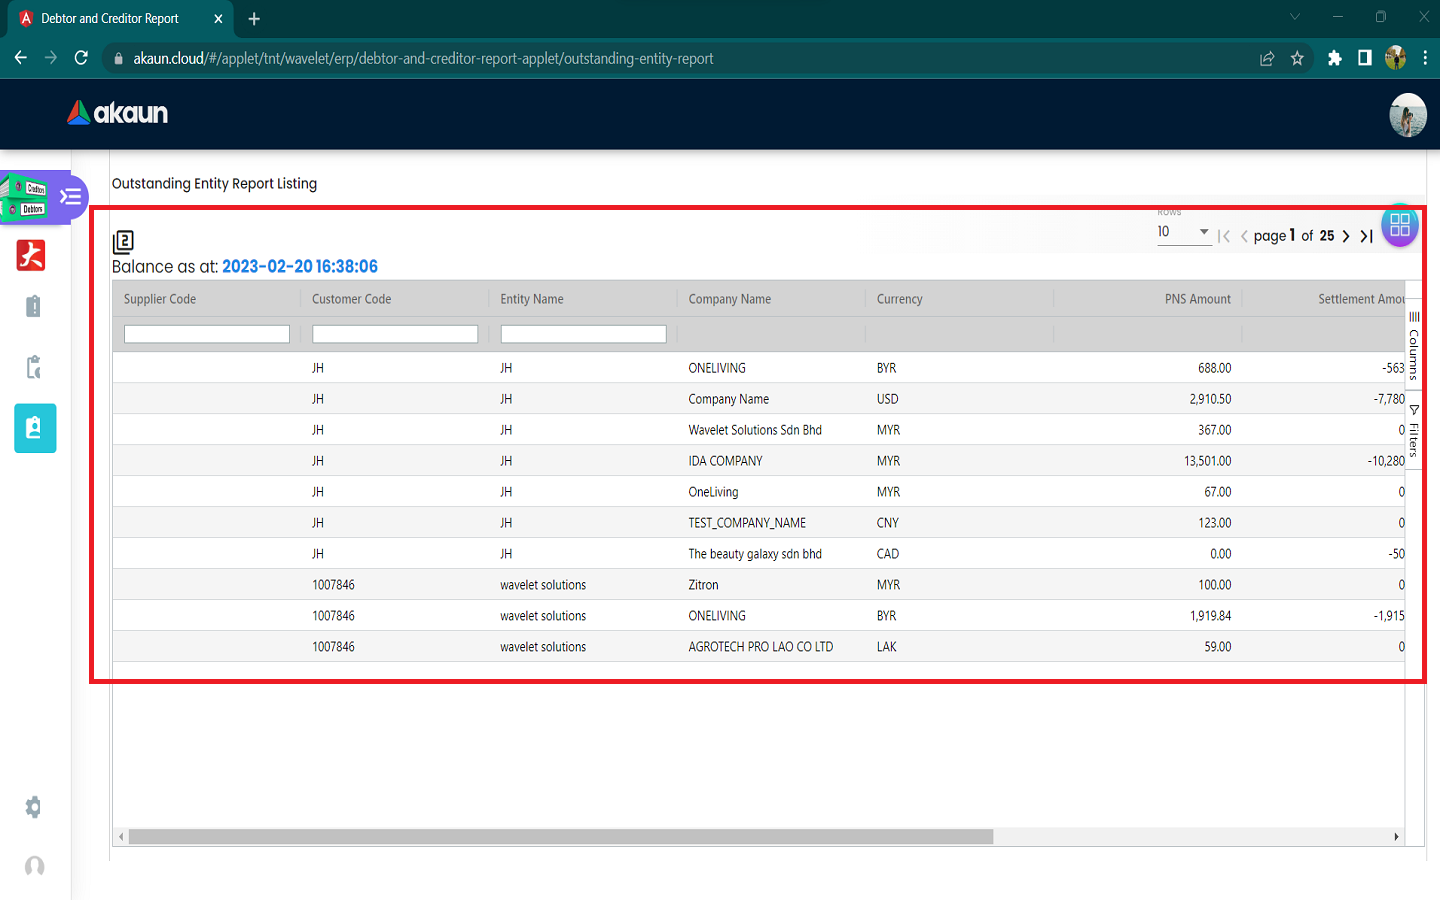 Debtor and Creditor Report
akaun.cloud/#/applet/tnt/wavelet/erp/debtor-and-creditor-report-applet/outstanding-entity-report
akaun
Creditors
Debtors
Outstanding Entity Report Listing
Rows
10
page 1 of 25
2
Balance as at: 2023-02-20 16:38:06
Supplier Code Customer Code Entity Name Company Name Currency PNS Amount Settlement Amou
JH JH ONELIVING BYR 688.00 -563
JH JH Company Name USD 2,910.50 -7,780
JH JH Wavelet Solutions Sdn Bhd MYR 367.00 0
JH JH IDA COMPANY MYR 13,501.00 -10,280
JH JH OneLiving MYR 67.00 0
JH JH TEST_COMPANY_NAME CNY 123.00 0
JH JH The beauty galaxy sdn bhd CAD 0.00 -50
1007846 wavelet solutions Zitron MYR 100.00 0
1007846 wavelet solutions ONELIVING BYR 1,919.84 -1,915
1007846 wavelet solutions AGROTECH PRO LAO CO LTD LAK 59.00 0
Columns
Filters